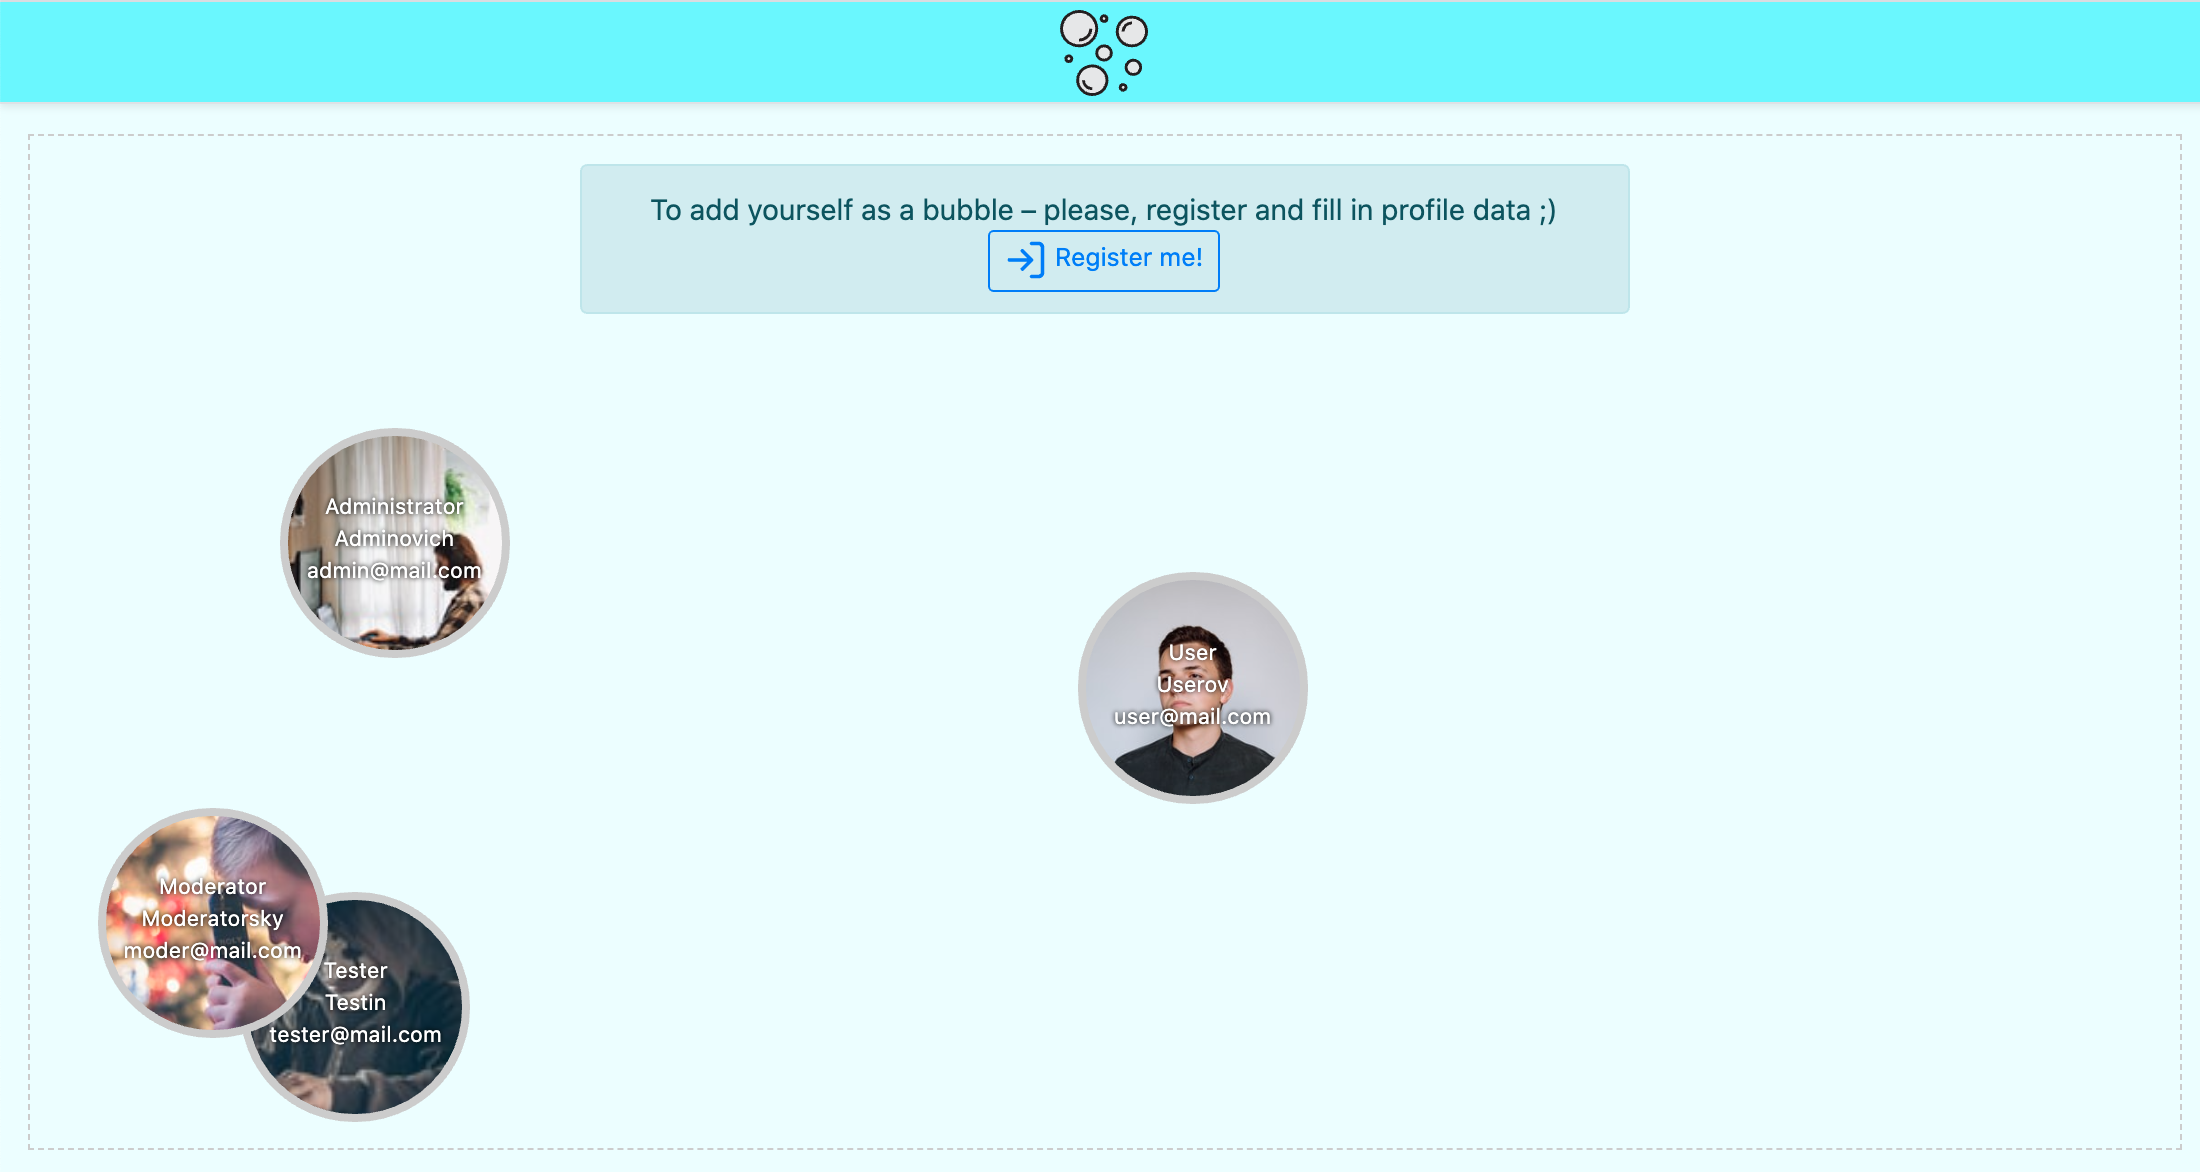 To add yourself as a bubble – please, register and fill in profile data ;)
Register me!
Administrator
Adminovich
admin@mail.com
User
Userov
user@mail.com
Moderator
Moderatorsky
moder@mail.com
Tester
Testin
tester@mail.com